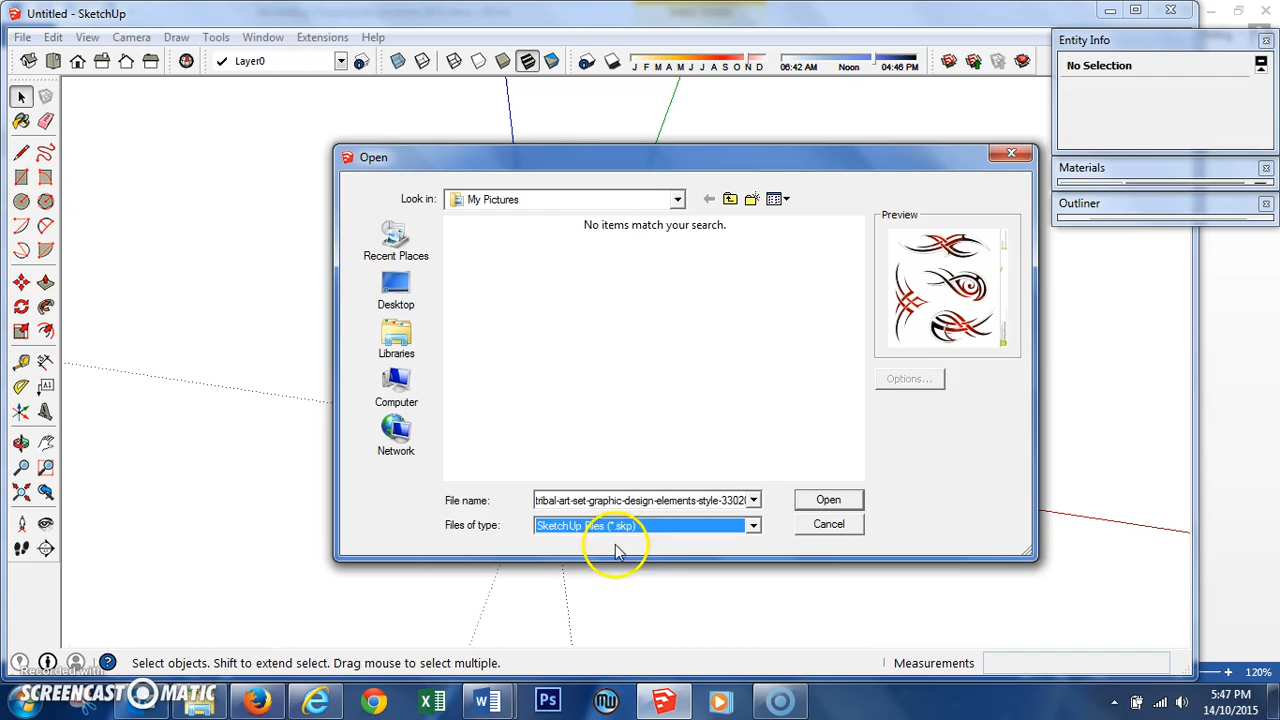 Untitled - SketchUp
File Edit View Camera Draw Tools Window Extensions Help
Layer0
J F M A M J J A S O N D
06:42 AM Noon 04:46 PM
Entity Info
No Selection
Materials
Outliner
Open
Look in: My Pictures
No items match your search.
Preview
Recent Places
Desktop
Libraries
Computer
Network
Options...
File name: tribal-art-set-graphic-design-elements-style-3302
Open
Files of type: SketchUp Files (*.skp)
Cancel
A1
Select objects. Shift to extend select. Drag mouse to select multiple.
Measurements
120%
Recorded with
SCREENCAST MATIC
W
Ps
5:47 PM
14/10/2015